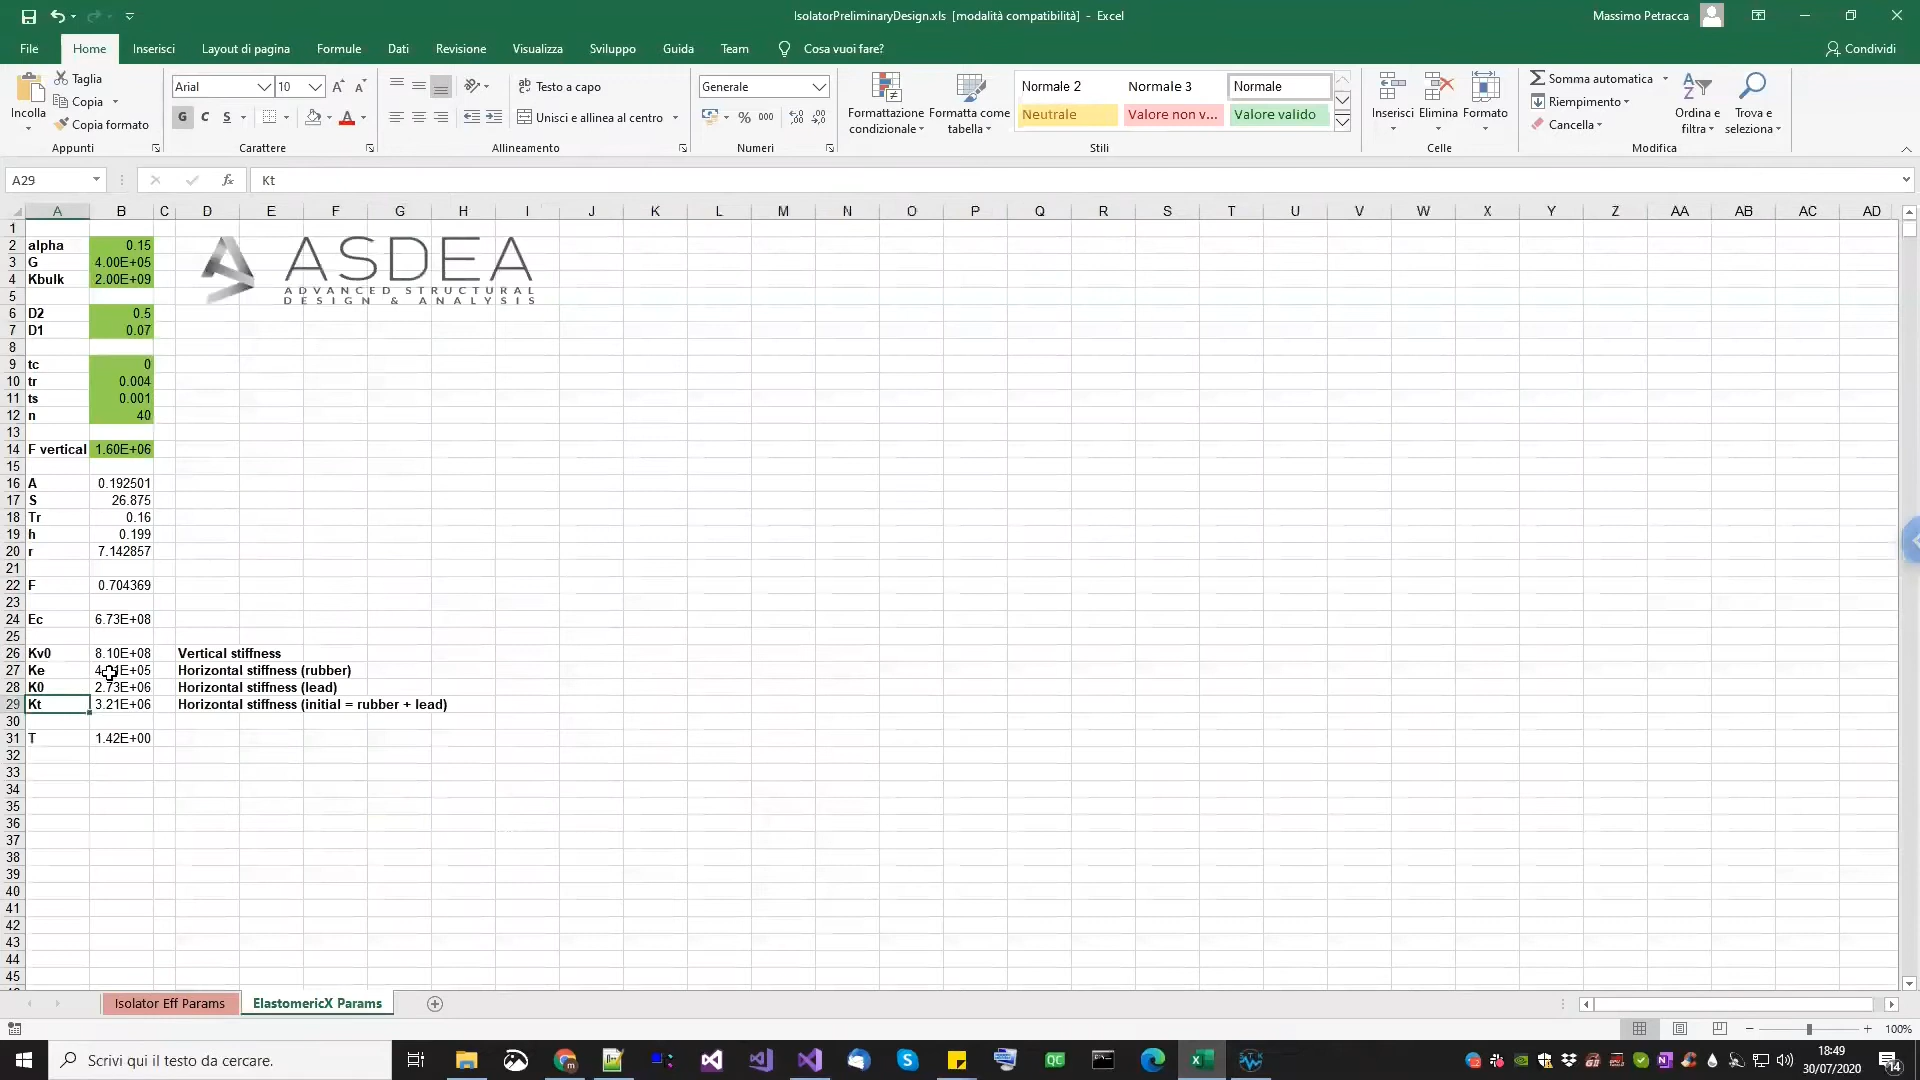 IsolatorPreliminaryDesign.xls [modalità compatibilità] - Excel
Massimo Petracca
File Home Inserisci Layout di pagina Formule Dati Revisione Visualizza Sviluppo Guida Team Cosa vuoi fare? Condividi
Taglia
Copia
Copia formato
Incolla
Appunti
Arial 10
G C S
Carattere
Testo a capo
Unisci e allinea al centro
Allineamento
Generale
% 000
Numeri
Formattazione condizionale
Formatta come tabella
Normale 2 Normale 3 Normale
Neutrale Valore non v... Valore valido
Stili
Inserisci Elimina Formato
Celle
Somma automatica
Riempimento
Cancella
Ordina e filtra
Trova e seleziona
Modifica
A29 fx Kt
A B C D E F G H I J K L M N O P Q R S T U V W X Y Z AA AB AC AD
1
2 alpha 0.15
3 G 4.00E+05
4 Kbulk 2.00E+09
ASDEA
ADVANCED STRUCTURAL
DESIGN & ANALYSIS
5
6 D2 0.5
7 D1 0.07
8
9 tc 0
10 tr 0.004
11 ts 0.001
12 n 40
13
14 F vertical 1.60E+06
15
16 A 0.192501
17 S 26.875
18 Tr 0.16
19 h 0.199
20 r 7.142857
21
22 F 0.704369
23
24 Ec 6.73E+08
25
26 Kv0 8.10E+08 Vertical stiffness
27 Ke Horizontal stiffness (rubber)
28 K0 2.73E+06 Horizontal stiffness (lead)
29 Kt 3.21E+06 Horizontal stiffness (initial = rubber + lead)
30
31 T 1.42E+00
32
33
34
35
36
37
38
39
40
41
42
43
44
45
Isolator Eff Params ElastomericX Params
100%
Scrivi qui il testo da cercare.
18:49
30/07/2020
14